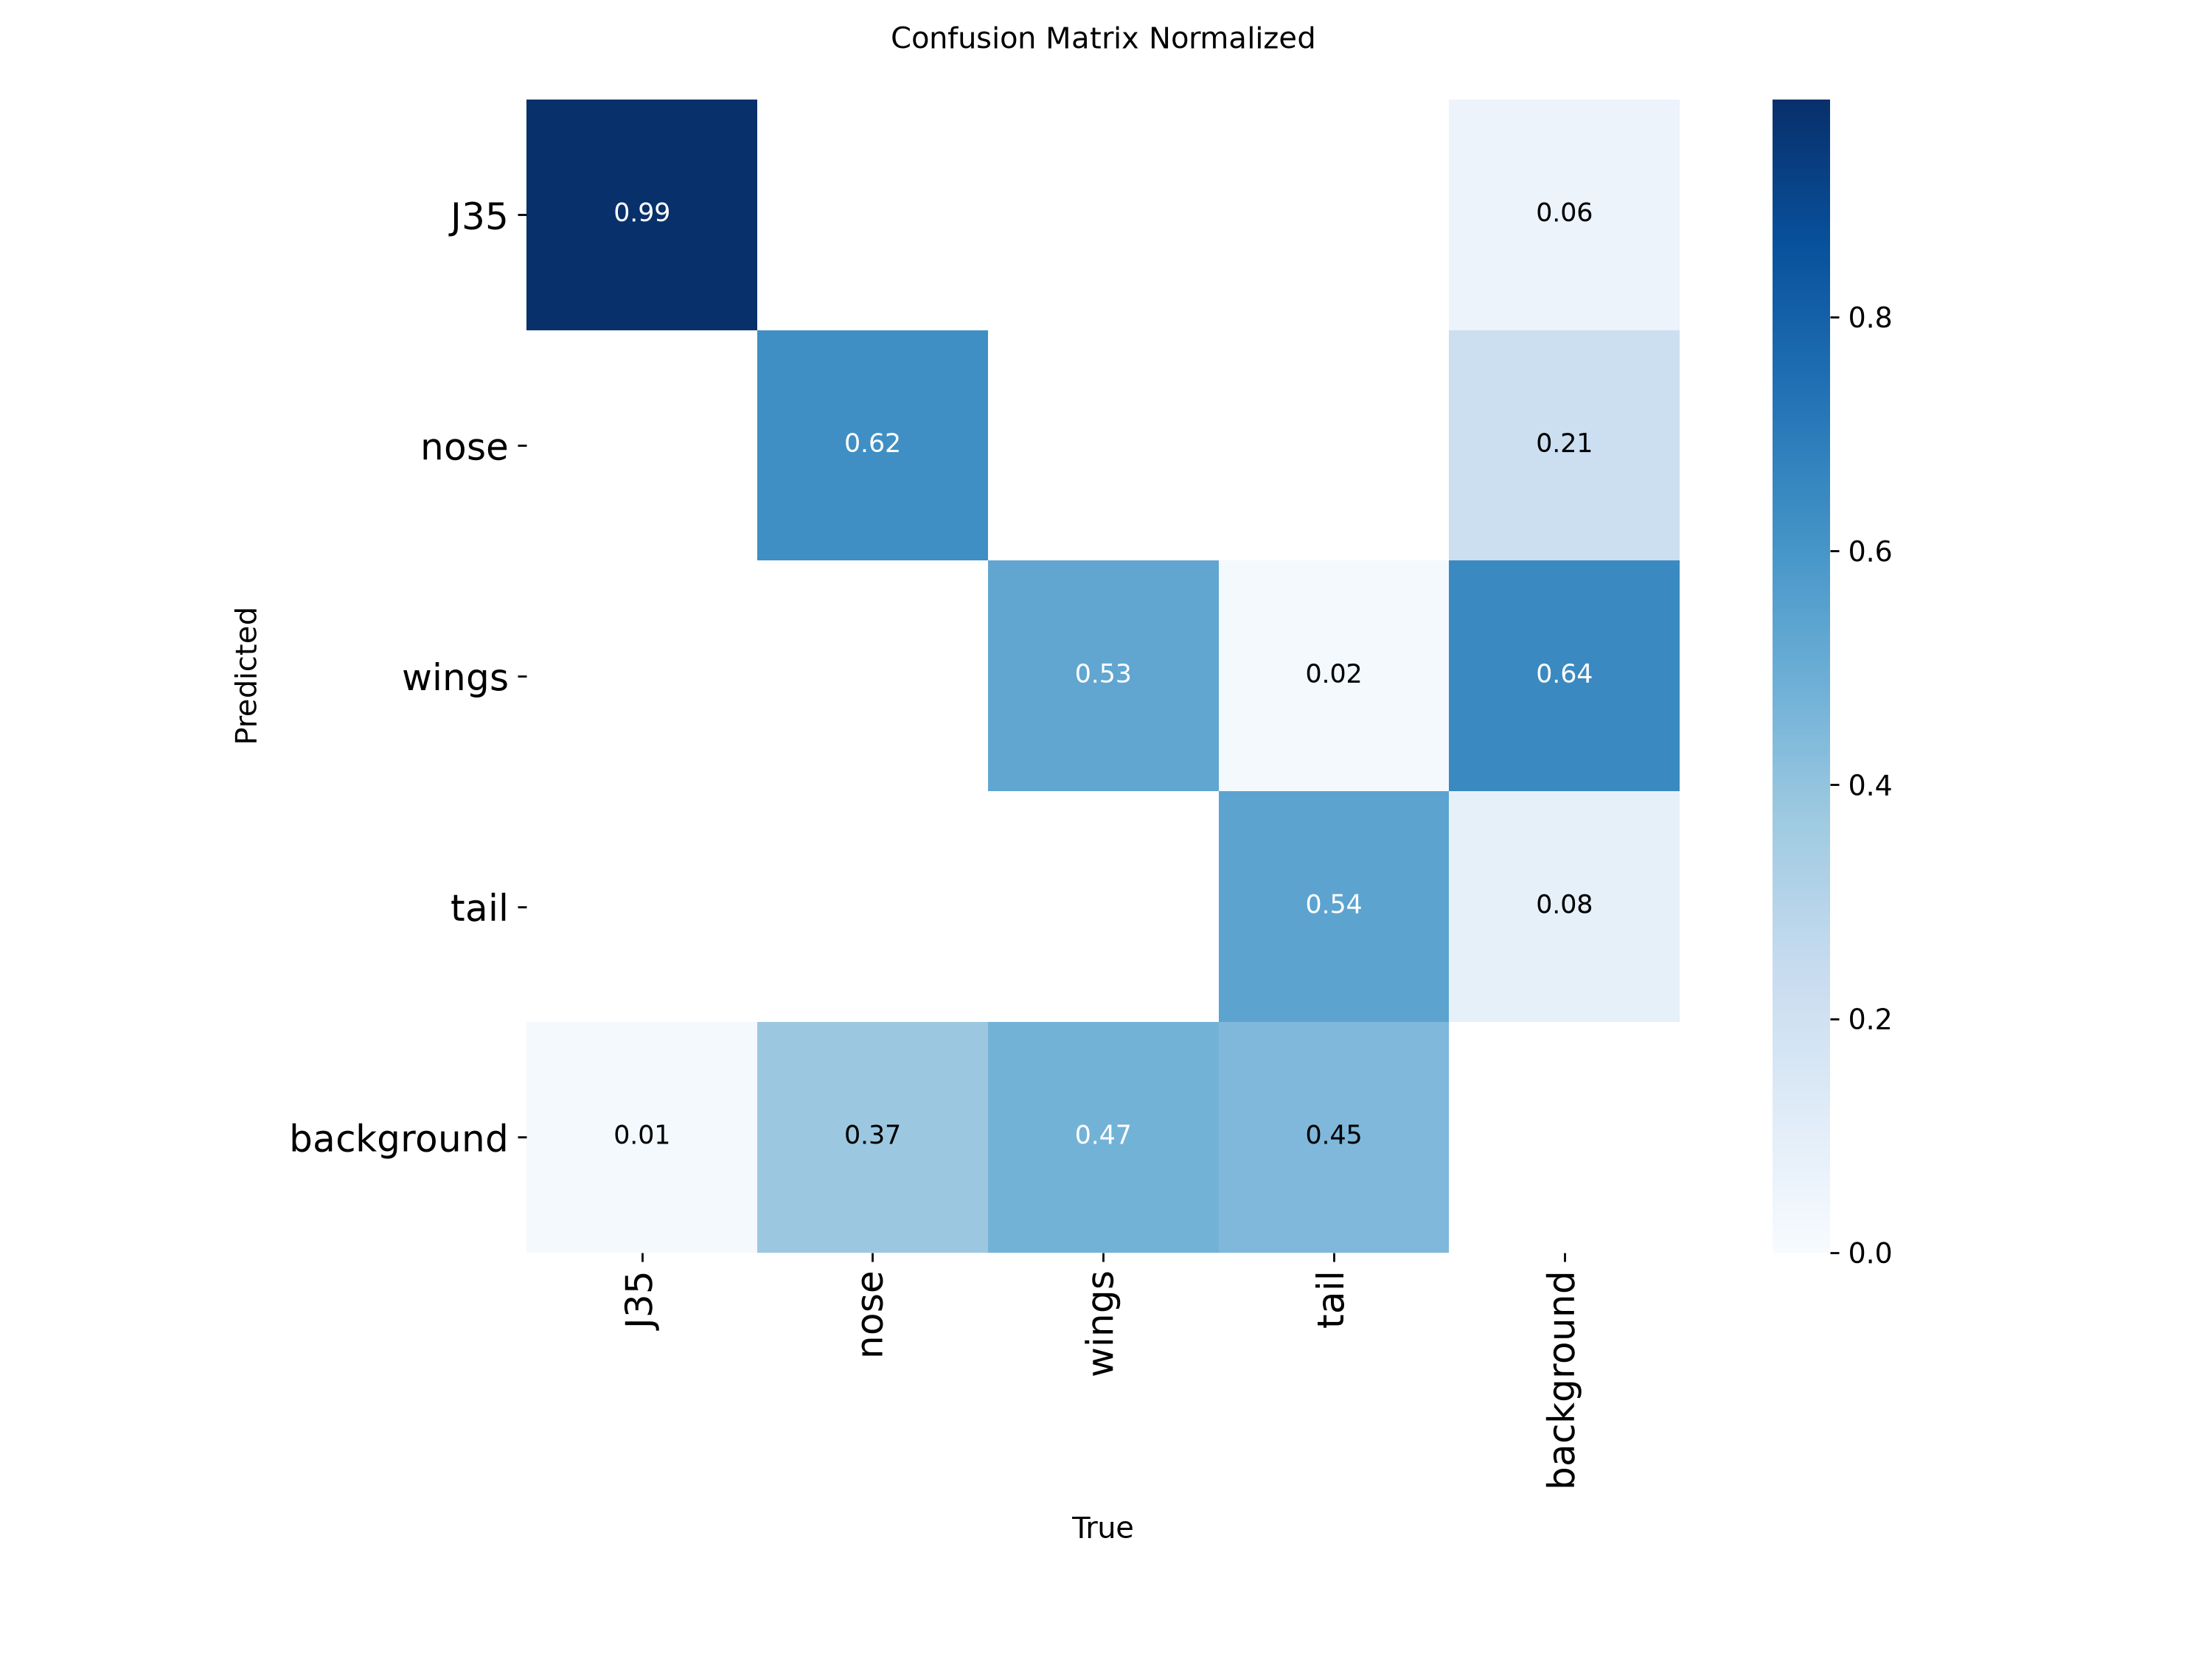 Confusion Matrix Normalized
Predicted
J35
0.99
0.06
nose
0.62
0.21
wings
0.53
0.02
0.64
tail
0.54
0.08
background
0.01
0.37
0.47
0.45
J35
nose
wings
tail
background
True
0.8
0.6
0.4
0.2
0.0